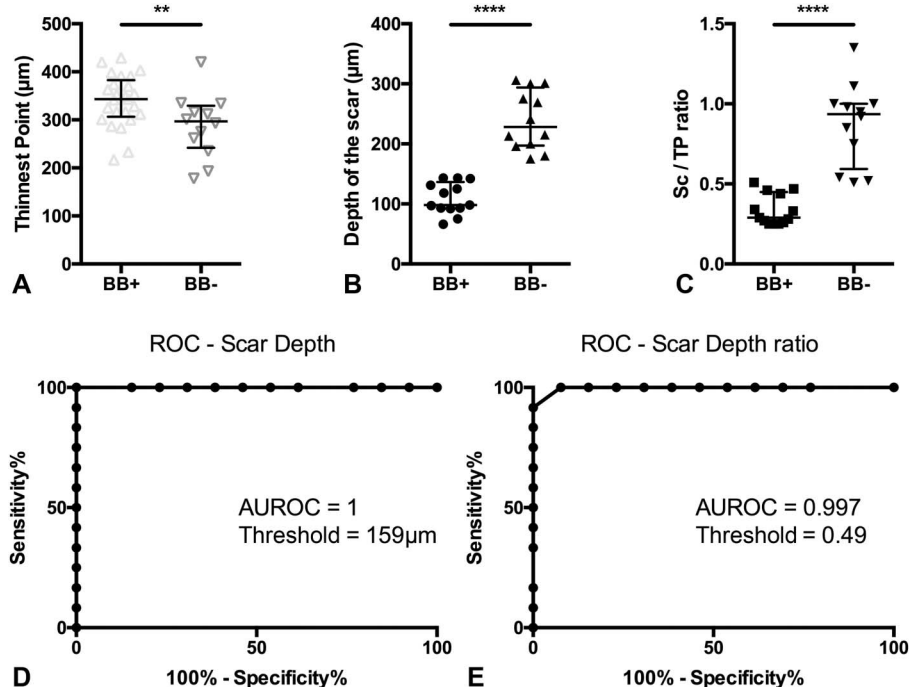 **
Thinnest Point (µm)
500
400
300
200
100
0
BB+
BB-
A
****
Depth of the scar (µm)
400
300
200
100
0
BB+
BB-
B
****
Sc / TP ratio
1.5
1.0
0.5
0.0
BB+
BB-
C
ROC - Scar Depth
Sensitivity%
100
50
0
AUROC = 1
Threshold = 159µm
0
50
100
100% - Specificity%
D
ROC - Scar Depth ratio
Sensitivity%
100
50
0
AUROC = 0.997
Threshold = 0.49
0
50
100
100% - Specificity%
E